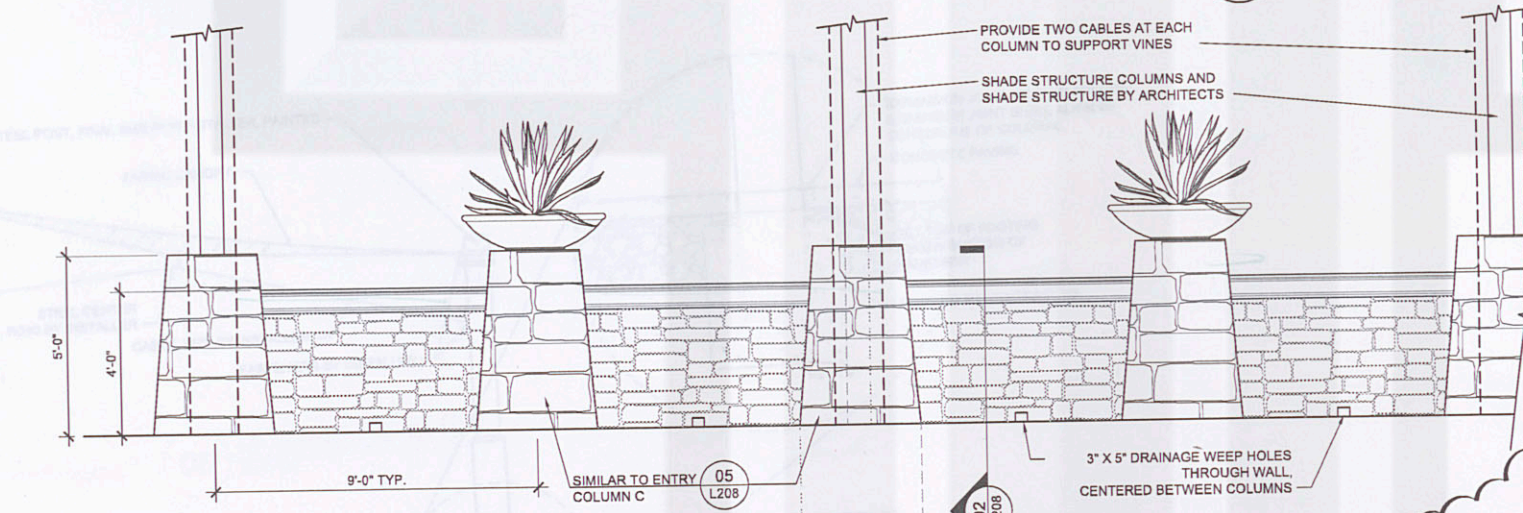 PROVIDE TWO CABLES AT EACH
COLUMN TO SUPPORT VINES
SHADE STRUCTURE COLUMNS AND
SHADE STRUCTURE BY ARCHITECTS
5'-0"
4'-0"
9'-0" TYP.
SIMILAR TO ENTRY
COLUMN C
05
L208
02
208
3" X 5" DRAINAGE WEEP HOLES
THROUGH WALL,
CENTERED BETWEEN COLUMNS